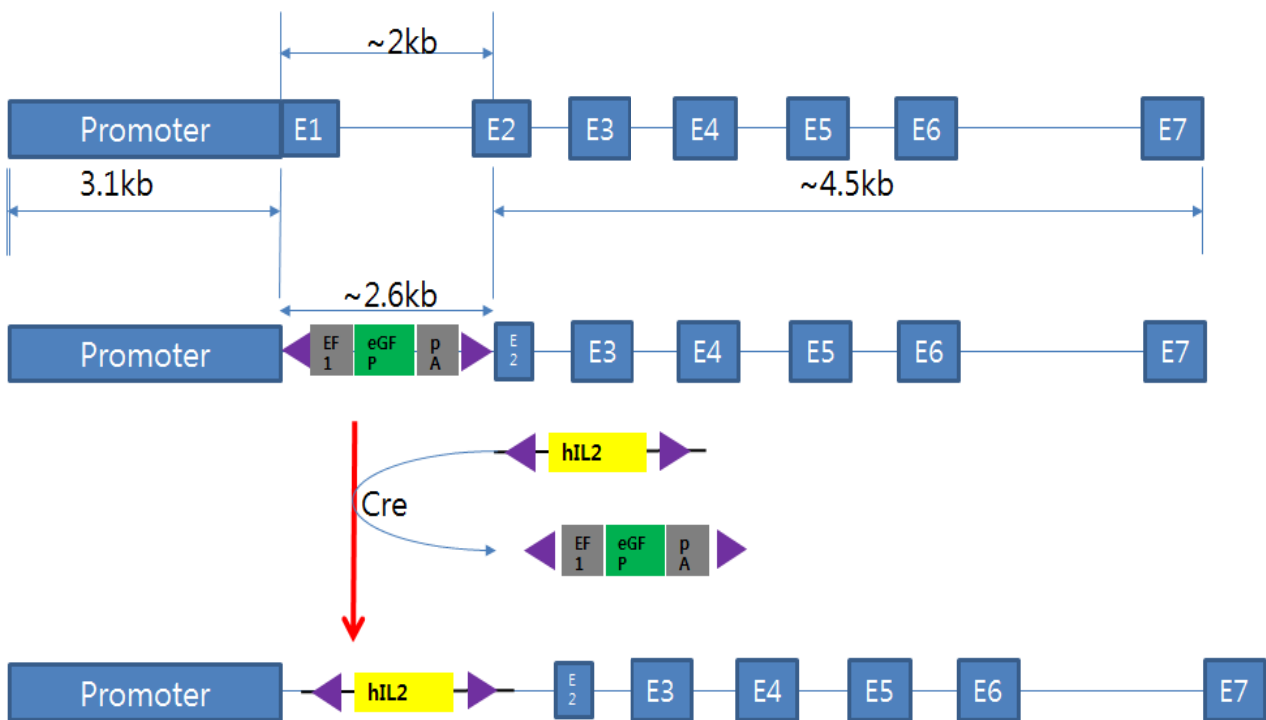 ~2kb
Promoter E1 E2 E3 E4 E5 E6 E7
3.1kb ~4.5kb
~2.6kb
Promoter EF eGF p E E3 E4 E5 E6 E7
1 P A 2
hIL2
Cre
EF eGF p
1 P A
Promoter hIL2 E E3 E4 E5 E6 E7
2